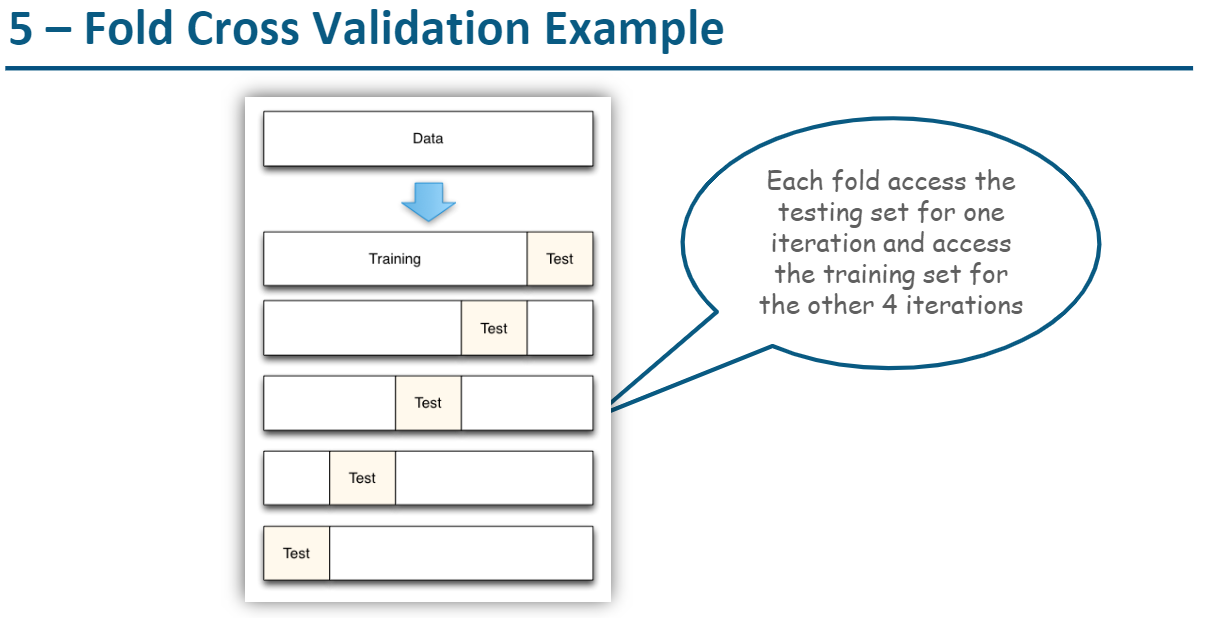 5 – Fold Cross Validation Example
Data
Training
Test
Test
Test
Test
Test
Each fold access the
testing set for one
iteration and access
the training set for
the other 4 iterations